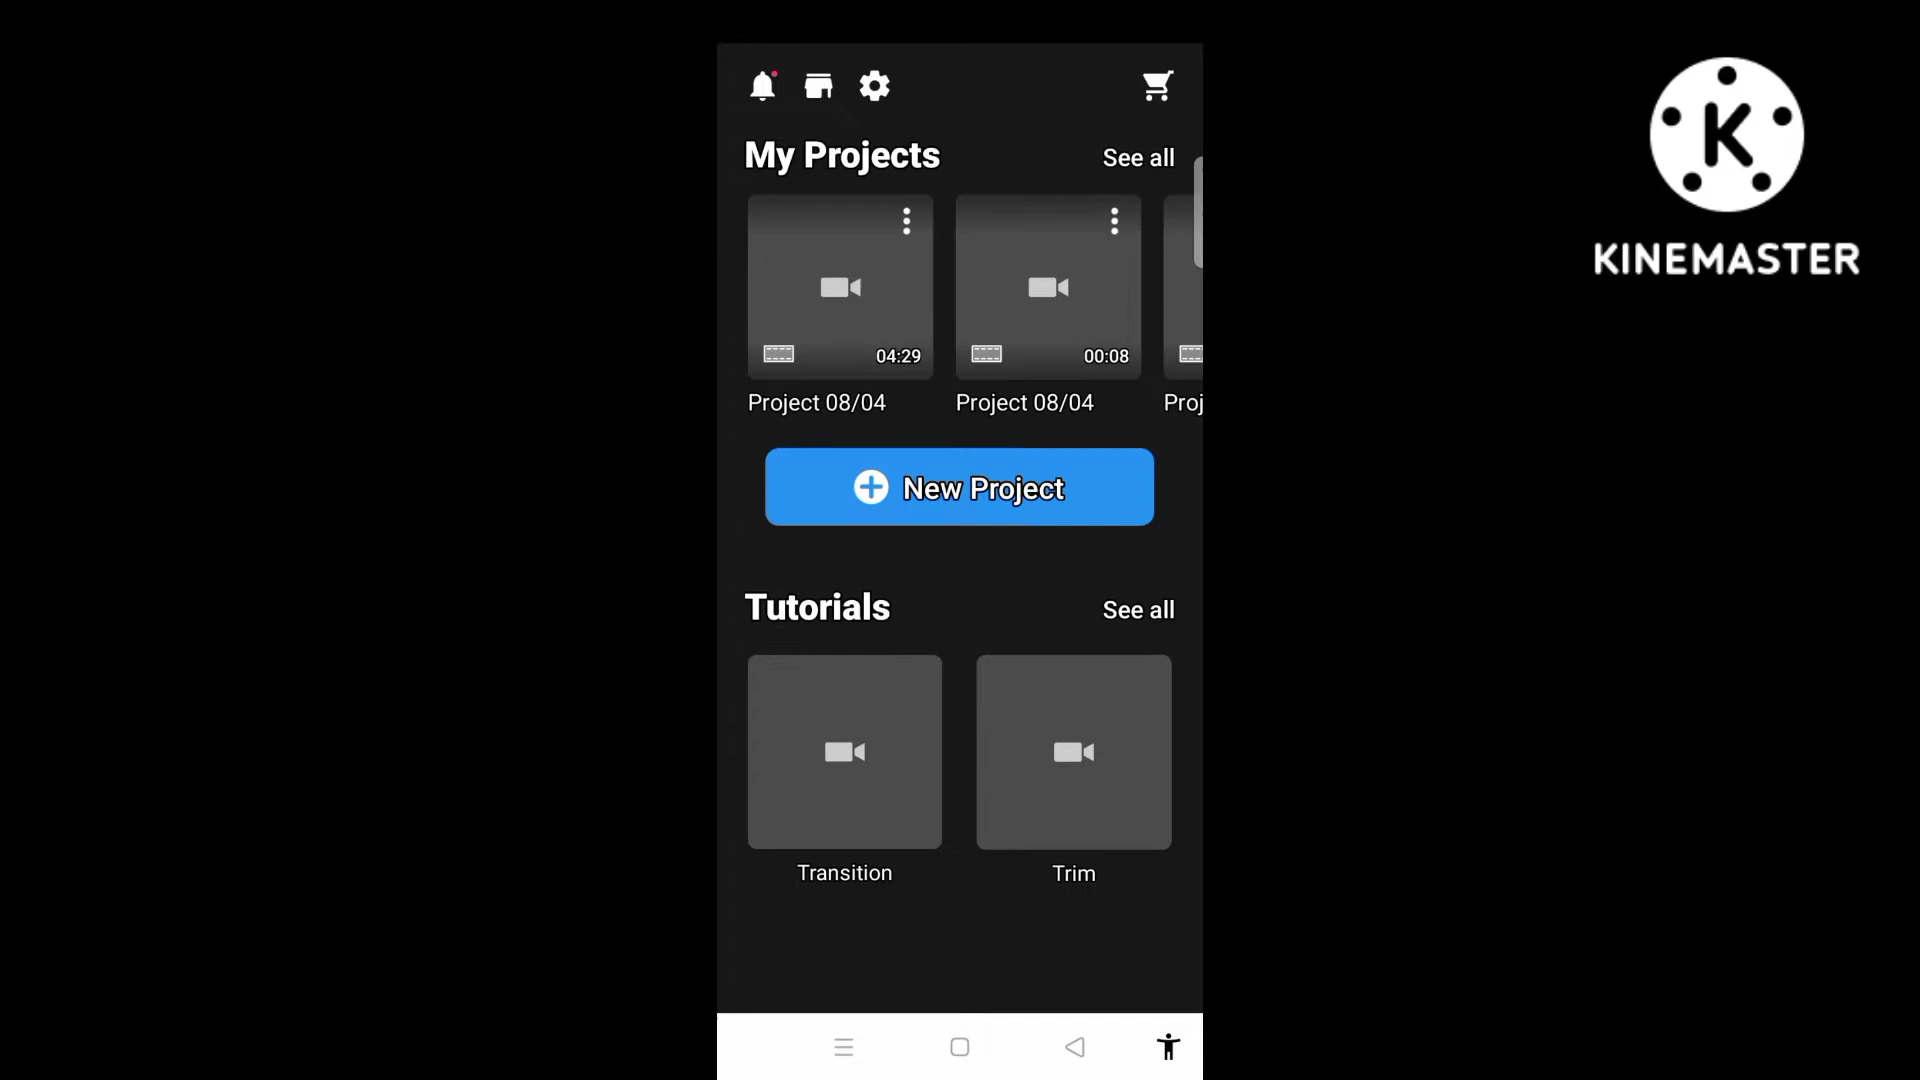 My Projects
See all
04:29
00:08
Project 08/04
Project 08/04
Proj
New Project
Tutorials
See all
Transition
Trim
K
KINEMASTER